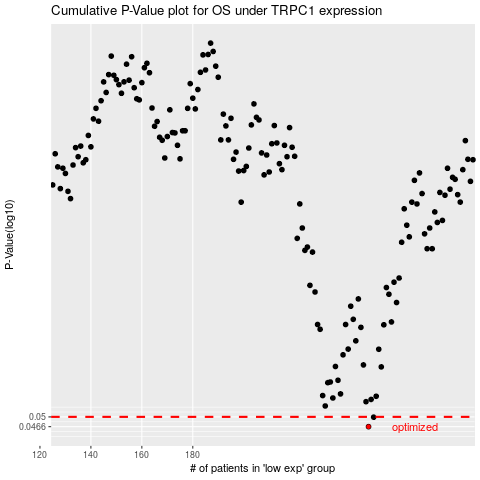 Cumulative P-Value plot for OS under TRPC1 expression
P-Value(log10)
0.05
0.0466
optimized
120 140 160 180
# of patients in 'low exp' group